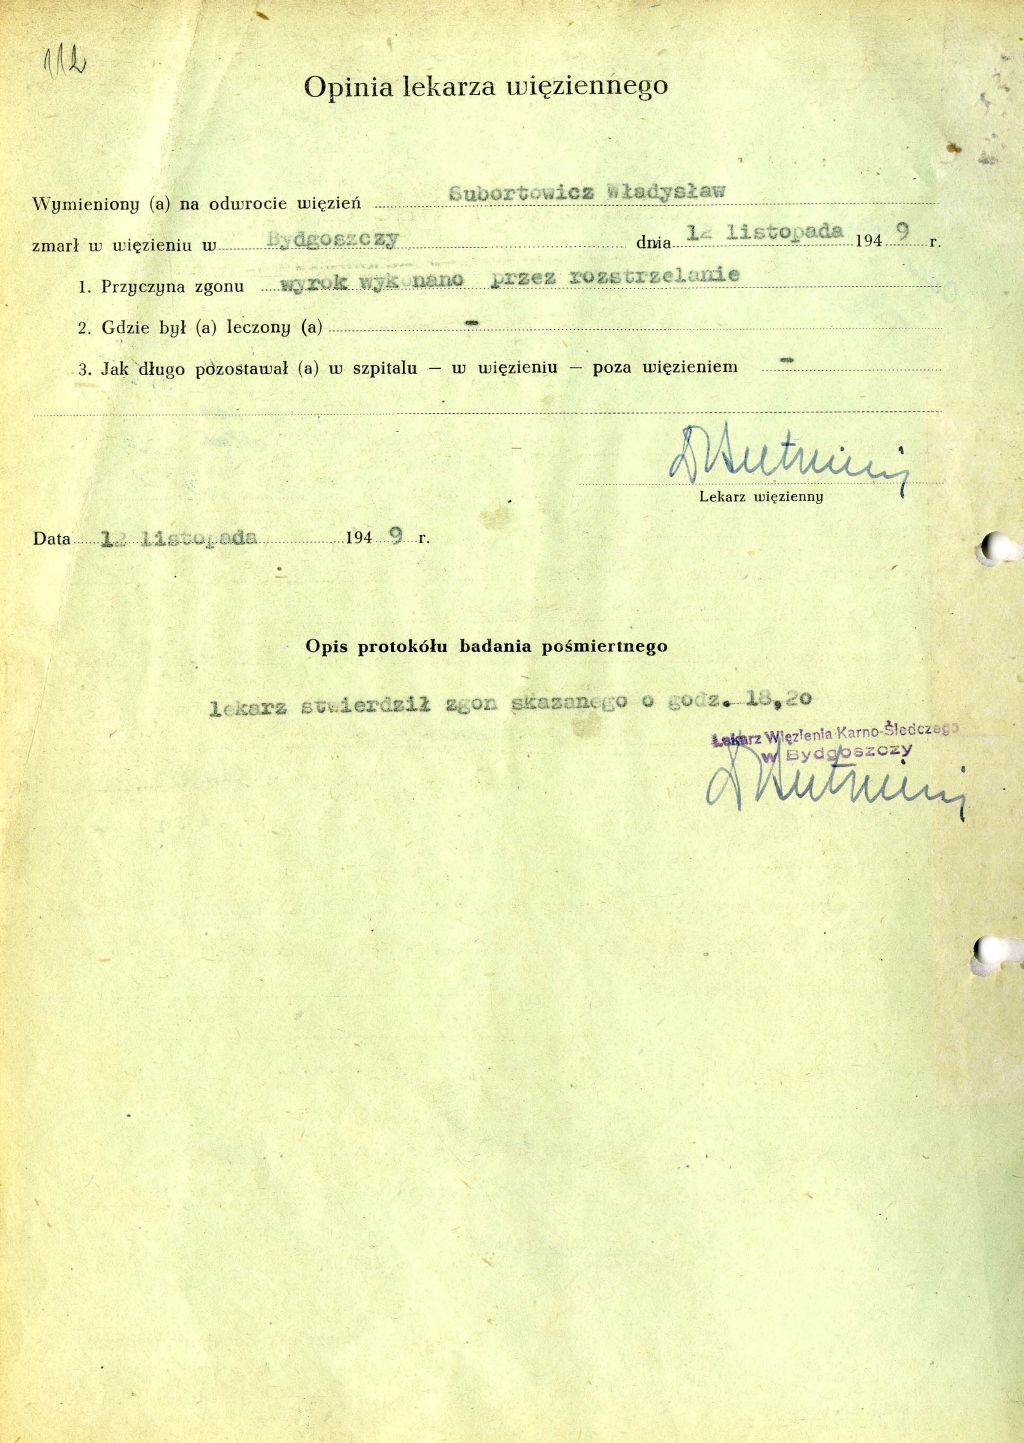 112
Opinia lekarza więziennego
Wymieniony (a) na odwrocie więzień Subortowicz Władysław
zmarł w więzieniu w Bydgoszczy dnia 12 listopada 1949 r.
1. Przyczyna zgonu wyrok wykonano przez rozstrzelanie
2. Gdzie był (a) leczony (a) -
3. Jak długo pozostawał (a) w szpitalu – w więzieniu – poza więzieniem -
Lekarz więzienny
Data 12 listopada 1949 r.
Opis protokółu badania pośmiertnego
lekarz stwierdził zgon skazanego o godz. 18,20
Lekarz Więzienia Karno-Śledczego
w Bydgoszczy